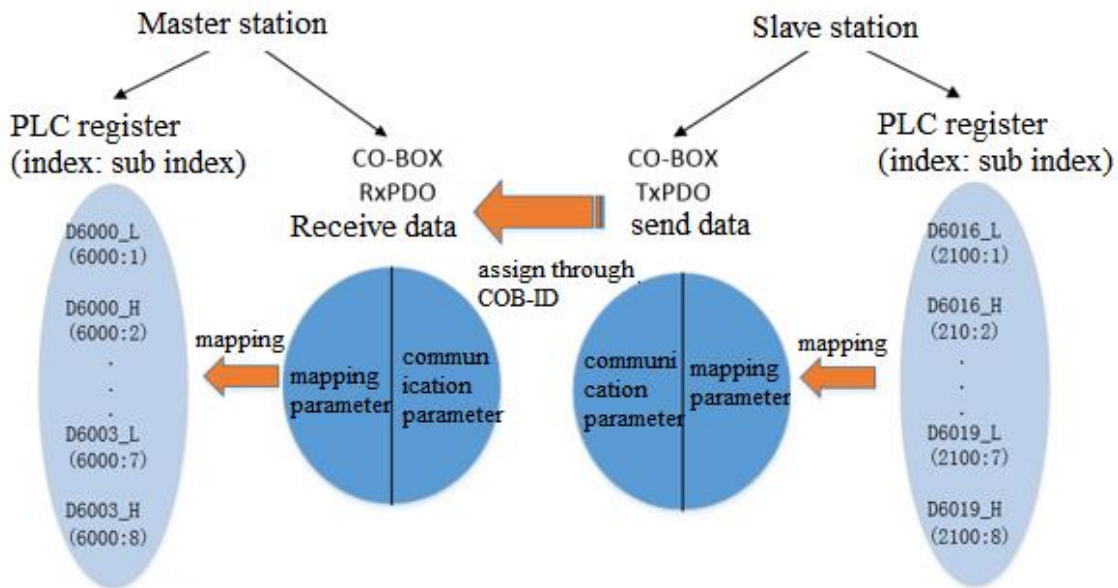 Master station
Slave station
PLC register
(index: sub index)
CO-BOX
RxPDO
Receive data
CO-BOX
TxPDO
send data
PLC register
(index: sub index)
assign through
COB-ID
D6000_L
(6000:1)
D6000_H
(6000:2)
.
.
.
D6003_L
(6000:7)
D6003_H
(6000:8)
mapping
mapping
parameter
commun
ication
parameter
communi
cation
parameter
mapping
parameter
mapping
D6016_L
(2100:1)
D6016_H
(210:2)
.
.
.
D6019_L
(2100:7)
D6019_H
(2100:8)